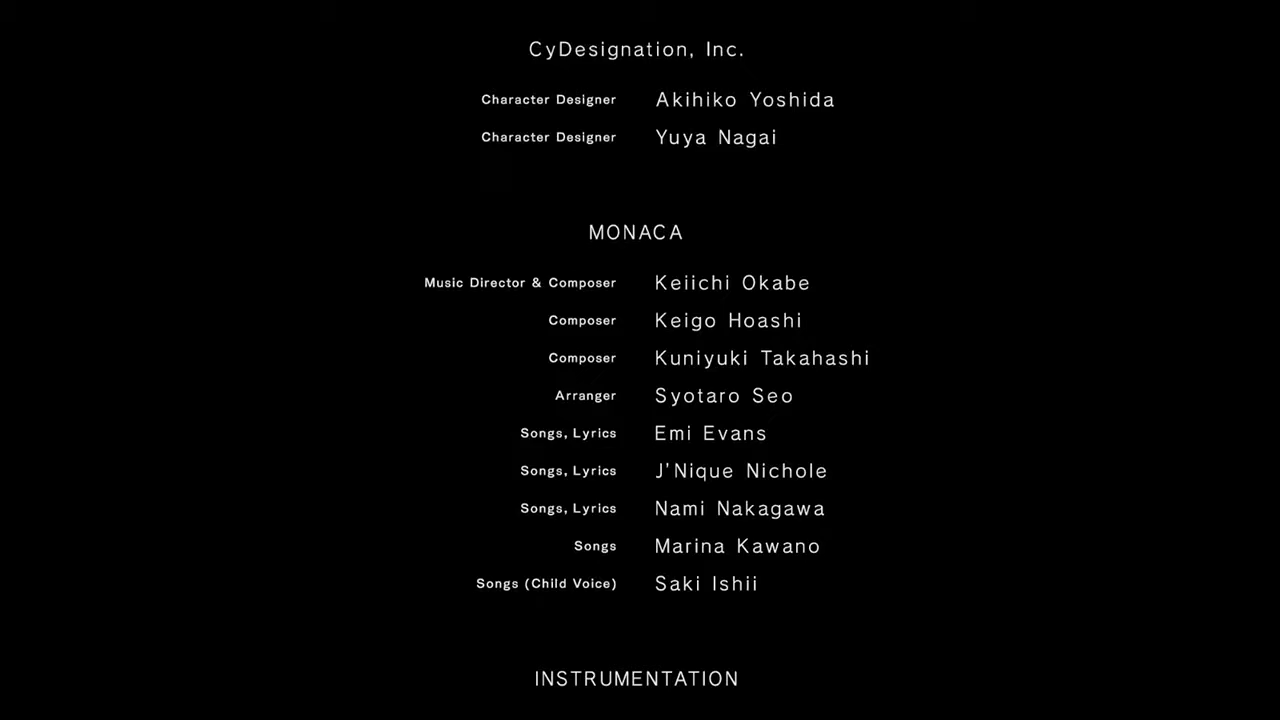 CyDesignation, Inc.
Character Designer Akihiko Yoshida
Character Designer Yuya Nagai
MONACA
Music Director & Composer Keiichi Okabe
Composer Keigo Hoashi
Composer Kuniyuki Takahashi
Arranger Syotaro Seo
Songs, Lyrics Emi Evans
Songs, Lyrics J'Nique Nichole
Songs, Lyrics Nami Nakagawa
Songs Marina Kawano
Songs (Child Voice) Saki Ishii
INSTRUMENTATION